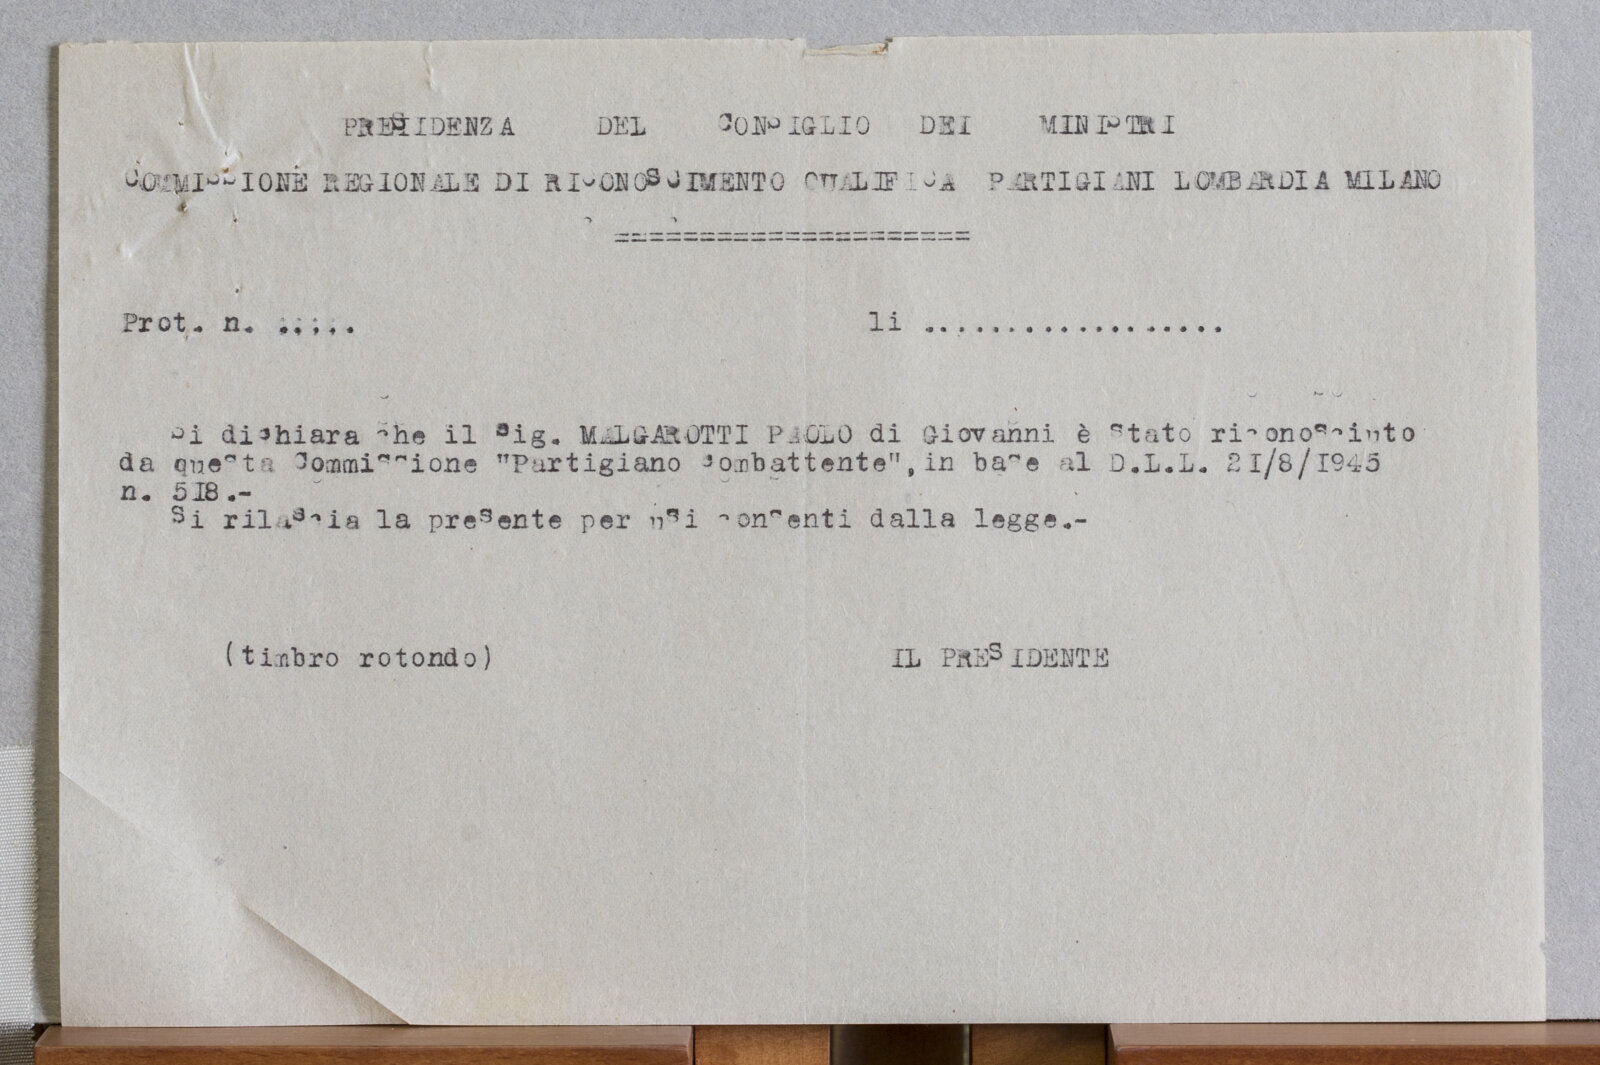 PRESIDENZA DEL CONSIGLIO DEI MINISTRI
COMMISSIONE REGIONALE DI RICONOSCIMENTO QUALIFICA PARTIGIANI LOMBARDIA MILANO
=====================
Prot. n. .....
li ..................
Si dichiara che il Sig. MALGAROTTI PAOLO di Giovanni è stato riconosciuto
da questa Commissione "Partigiano Combattente", in base al D.L.L. 21/8/1945
n. 518.-
Si rilascia la presente per usi consenti dalla legge.-
(timbro rotondo)
IL PRESIDENTE